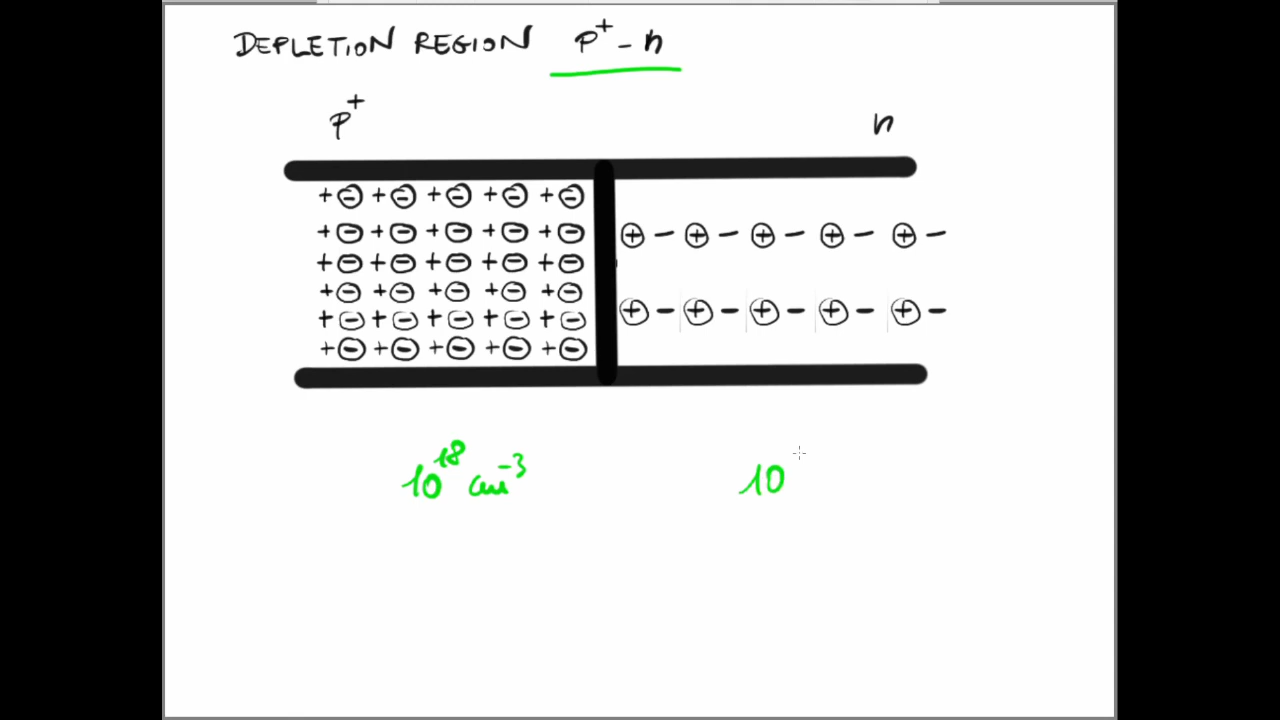 DEPLETION REGION P⁺ - n
P⁺ n
+ ⊖ + ⊖ + ⊖ + ⊖ + ⊖
+ ⊖ + ⊖ + ⊖ + ⊖ + ⊖ ⊕ - ⊕ - ⊕ - ⊕ - ⊕ -
+ ⊖ + ⊖ + ⊖ + ⊖ + ⊖
+ ⊖ + ⊖ + ⊖ + ⊖ + ⊖ ⊕ - ⊕ - ⊕ - ⊕ - ⊕ -
+ ⊖ + ⊖ + ⊖ + ⊖ + ⊖
+ ⊖ + ⊖ + ⊖ + ⊖ + ⊖
10¹⁸ cm⁻³ 10